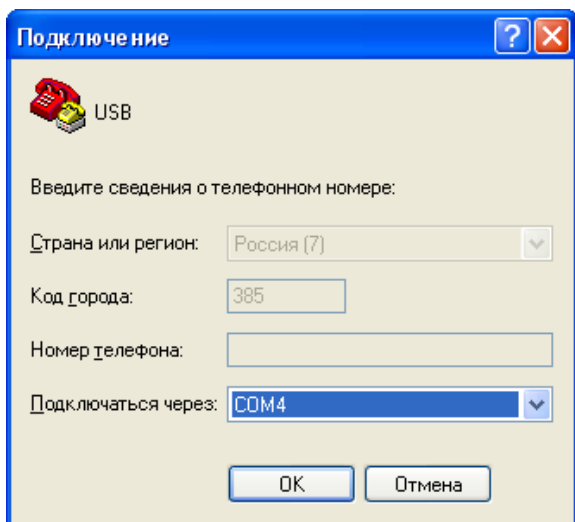 Подключение
USB
Введите сведения о телефонном номере:
Страна или регион: Россия (7)
Код города: 385
Номер телефона:
Подключаться через: COM4
OK Отмена